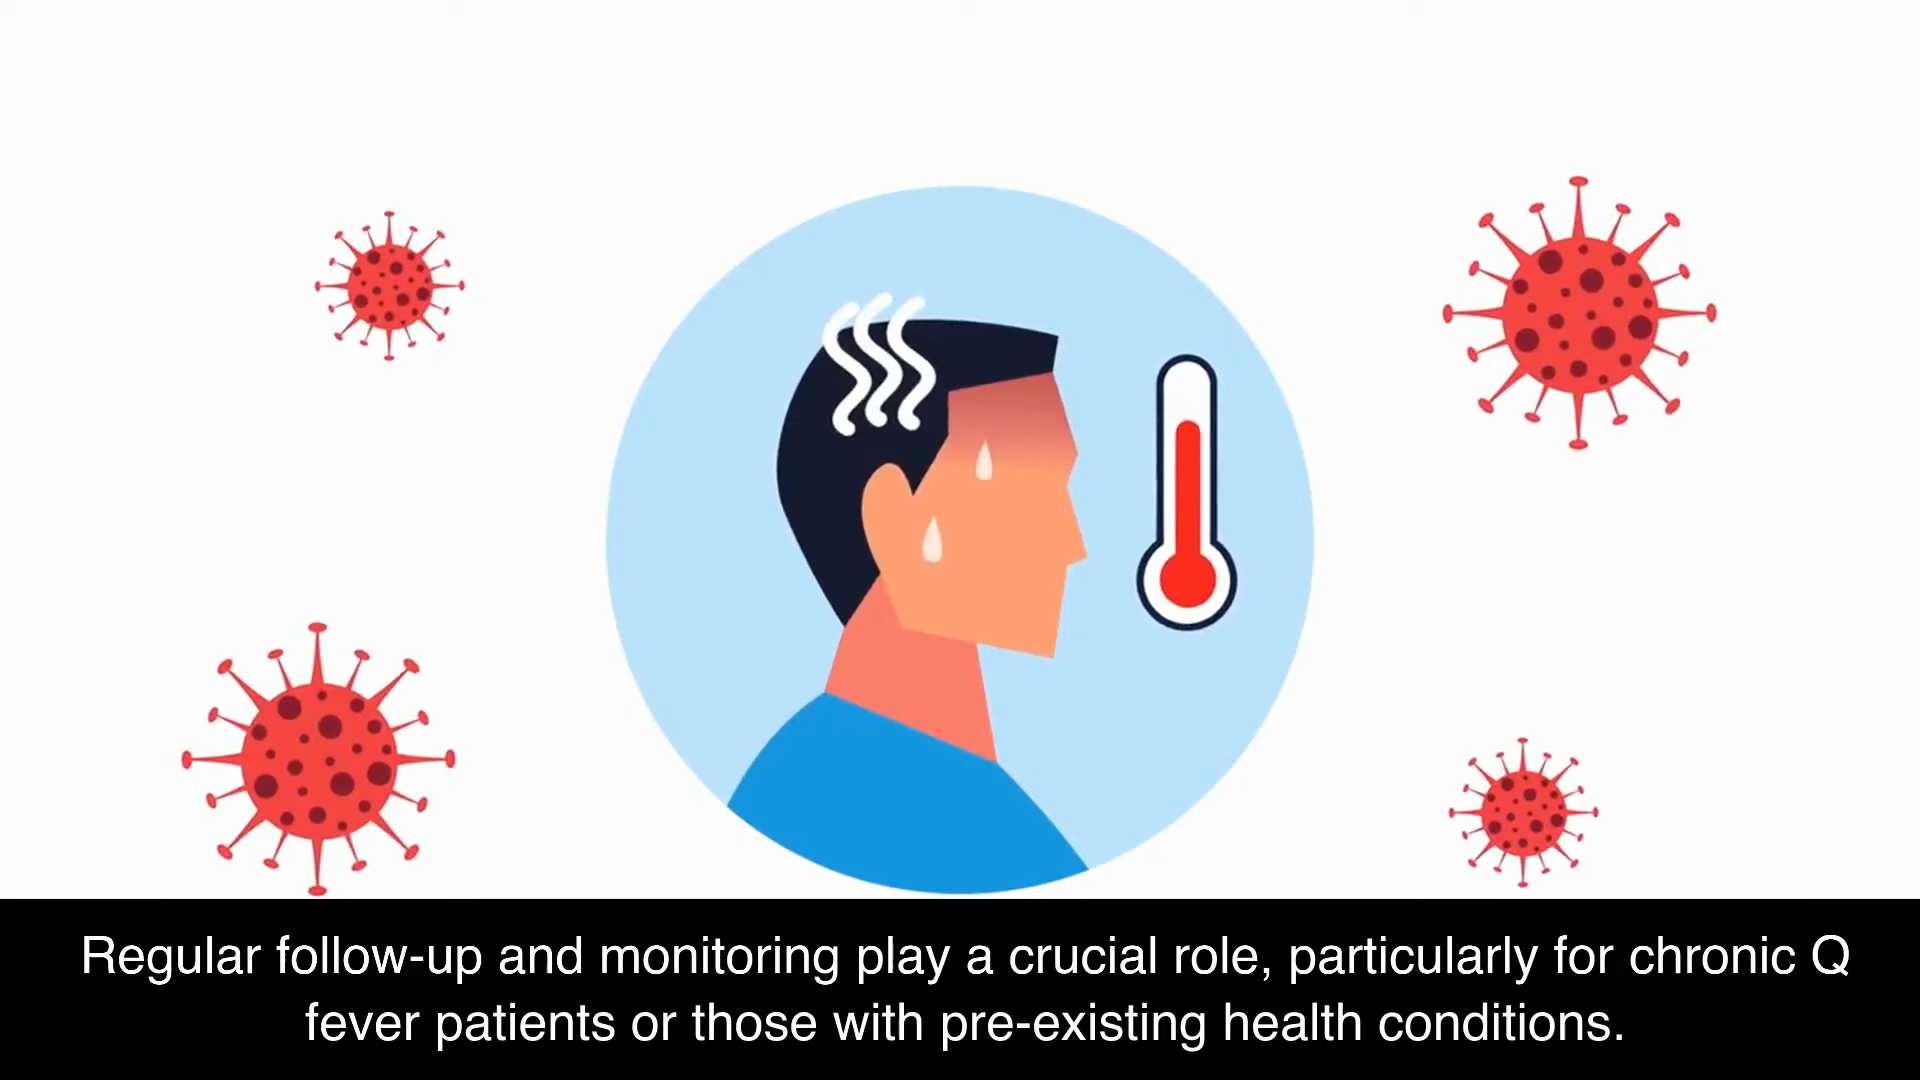 Regular follow-up and monitoring play a crucial role, particularly for chronic Q
fever patients or those with pre-existing health conditions.